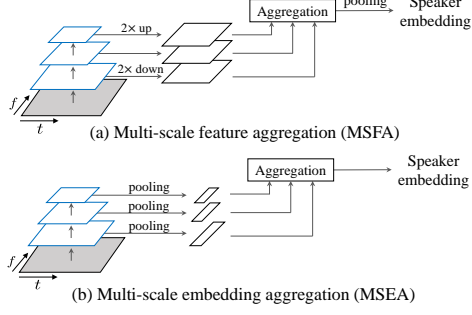 pooling
Speaker
embedding
2× up
Aggregation
2× down
f
t
(a) Multi-scale feature aggregation (MSFA)
pooling
pooling
pooling
Aggregation
Speaker
embedding
f
t
(b) Multi-scale embedding aggregation (MSEA)